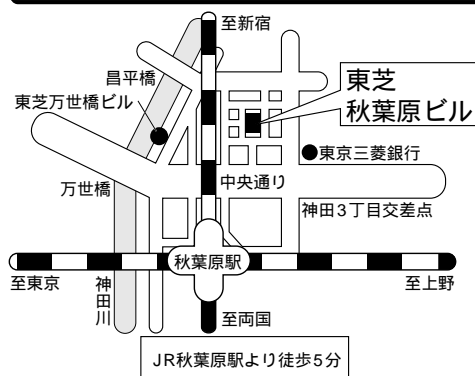 至新宿
昌平橋
東芝万世橋ビル
東芝
秋葉原ビル
東京三菱銀行
中央通り
万世橋
神田3丁目交差点
秋葉原駅
至東京
神田川
至上野
至両国
JR秋葉原駅より徒歩5分